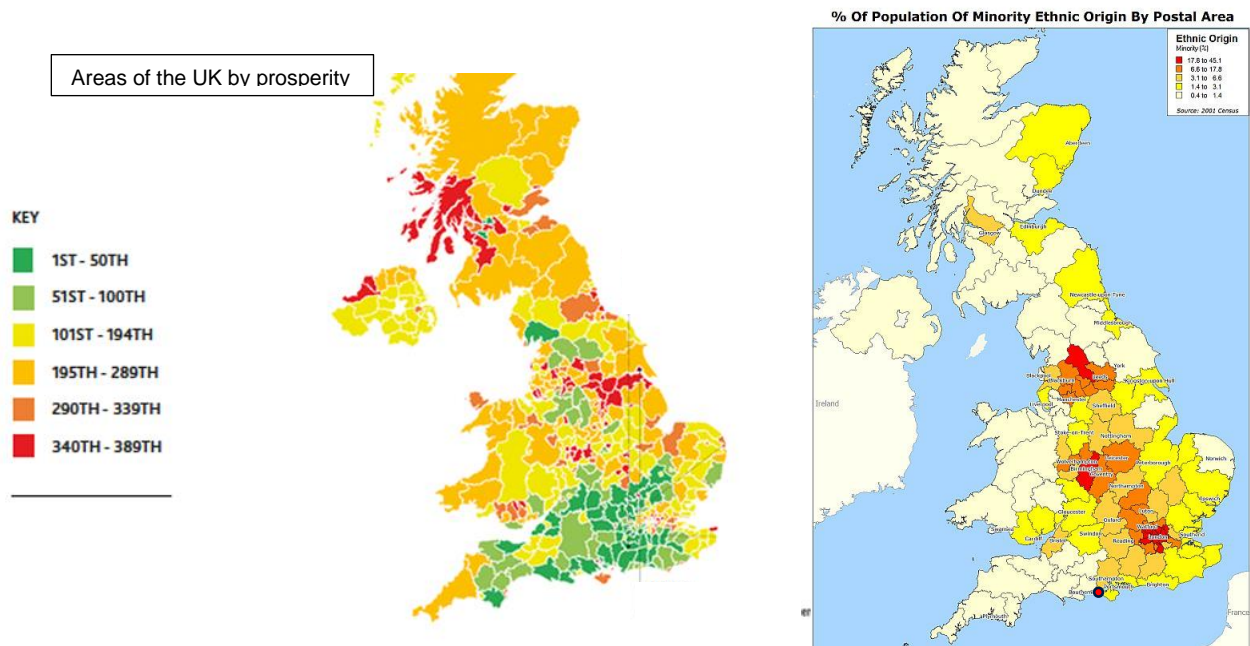 % Of Population Of Minority Ethnic Origin By Postal Area
Areas of the UK by prosperity
KEY
1ST - 50TH
51ST - 100TH
101ST - 194TH
195TH - 289TH
290TH - 339TH
340TH - 389TH
Ethnic Origin
Minority (%)
17.8 to 45.1
6.6 to 17.8
3.1 to 6.6
1.4 to 3.1
0.4 to 1.4
Source: 2001 Census
Aberdeen
Dundee
Glasgow
Edinburgh
Newcastle-upon-Tyne
Middlesbrough
York
Blackpool
Leeds
Kingston-upon-Hull
Manchester
Liverpool
Sheffield
Stoke-on-Trent
Nottingham
Leicester
Peterborough
Norwich
Northampton
Ipswich
Gloucester
Oxford
Swansea
Cardiff
Bristol
Swindon
Reading
London
Southend
Southampton
Brighton
Plymouth
Ireland
France